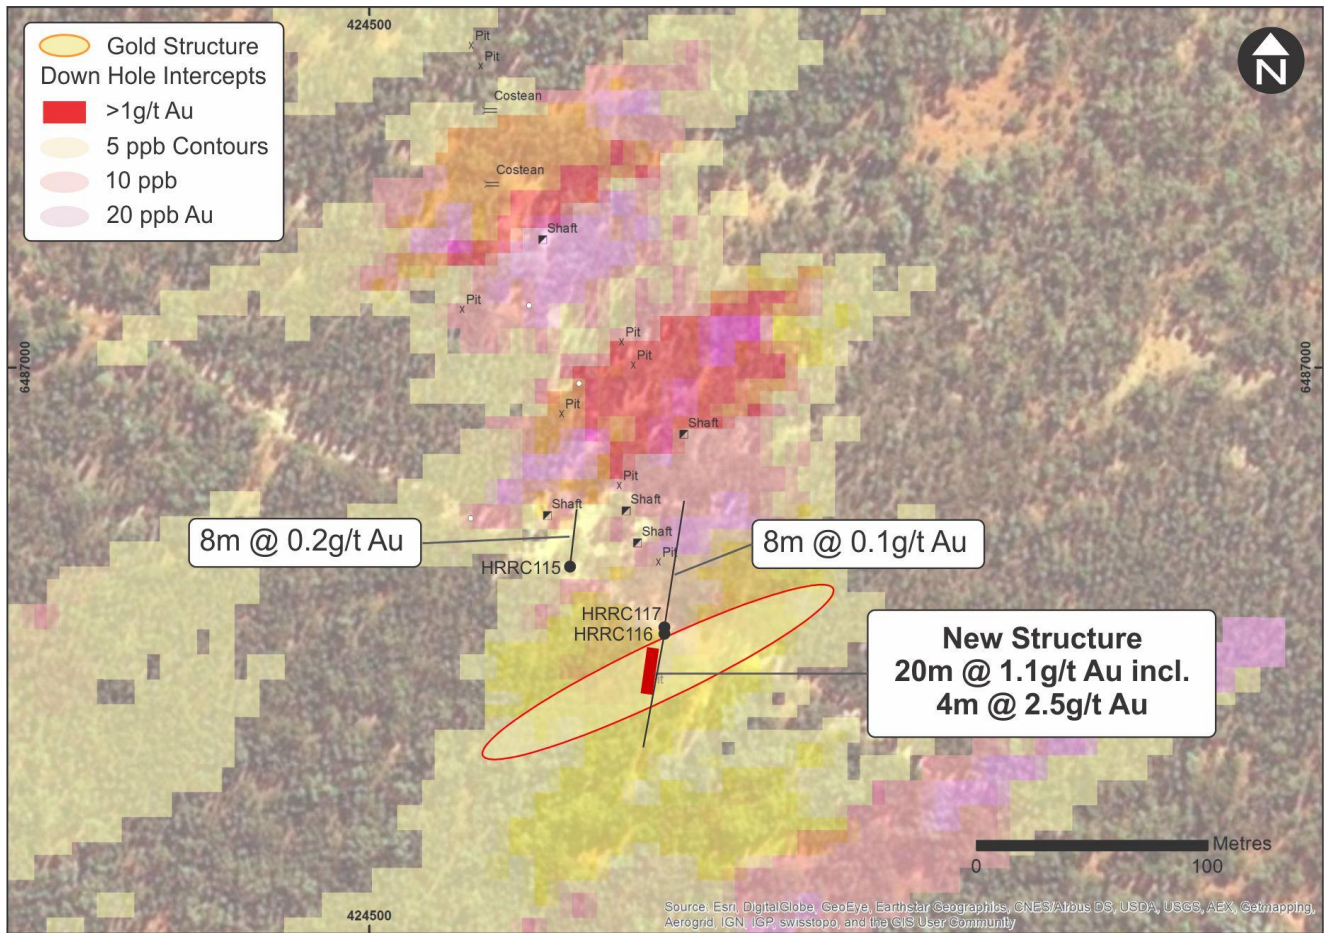 424500
Gold Structure
Down Hole Intercepts
>1g/t Au
5 ppb Contours
10 ppb
20 ppb Au
N
Pit
Pit
Costean
Costean
Shaft
Pit
Pit
Pit
6487000
6487000
Pit
Shaft
Pit
Shaft
Shaft
Shaft
Pit
8m @ 0.2g/t Au
8m @ 0.1g/t Au
HRRC115
HRRC117
HRRC116
New Structure
20m @ 1.1g/t Au incl.
4m @ 2.5g/t Au
Metres
0 100
424500
Source: Esri, DigitalGlobe, GeoEye, Earthstar Geographics, CNES/Airbus DS, USDA, USGS, AEX, Getmapping,
Aerogrid, IGN, IGP, swisstopo, and the GIS User Community